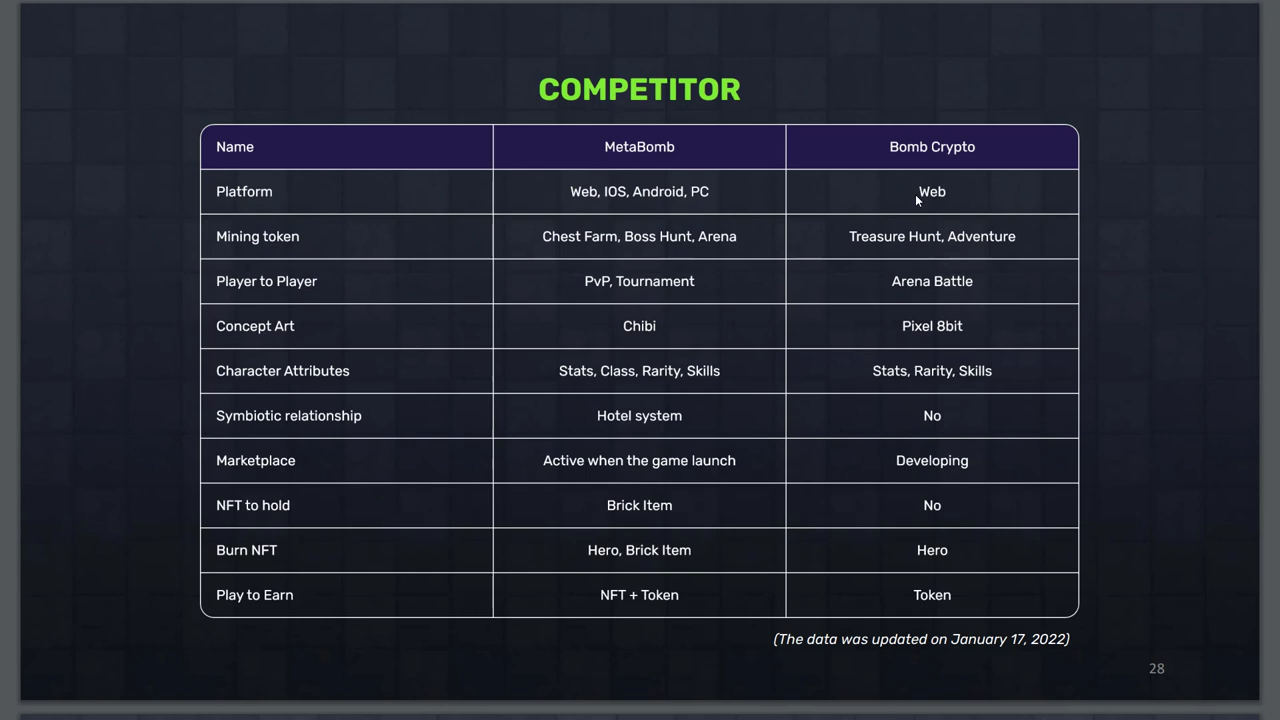 COMPETITOR
Name MetaBomb Bomb Crypto
Platform Web, IOS, Android, PC Web
Mining token Chest Farm, Boss Hunt, Arena Treasure Hunt, Adventure
Player to Player PvP, Tournament Arena Battle
Concept Art Chibi Pixel 8bit
Character Attributes Stats, Class, Rarity, Skills Stats, Rarity, Skills
Symbiotic relationship Hotel system No
Marketplace Active when the game launch Developing
NFT to hold Brick Item No
Burn NFT Hero, Brick Item Hero
Play to Earn NFT + Token Token
(The data was updated on January 17, 2022)
28